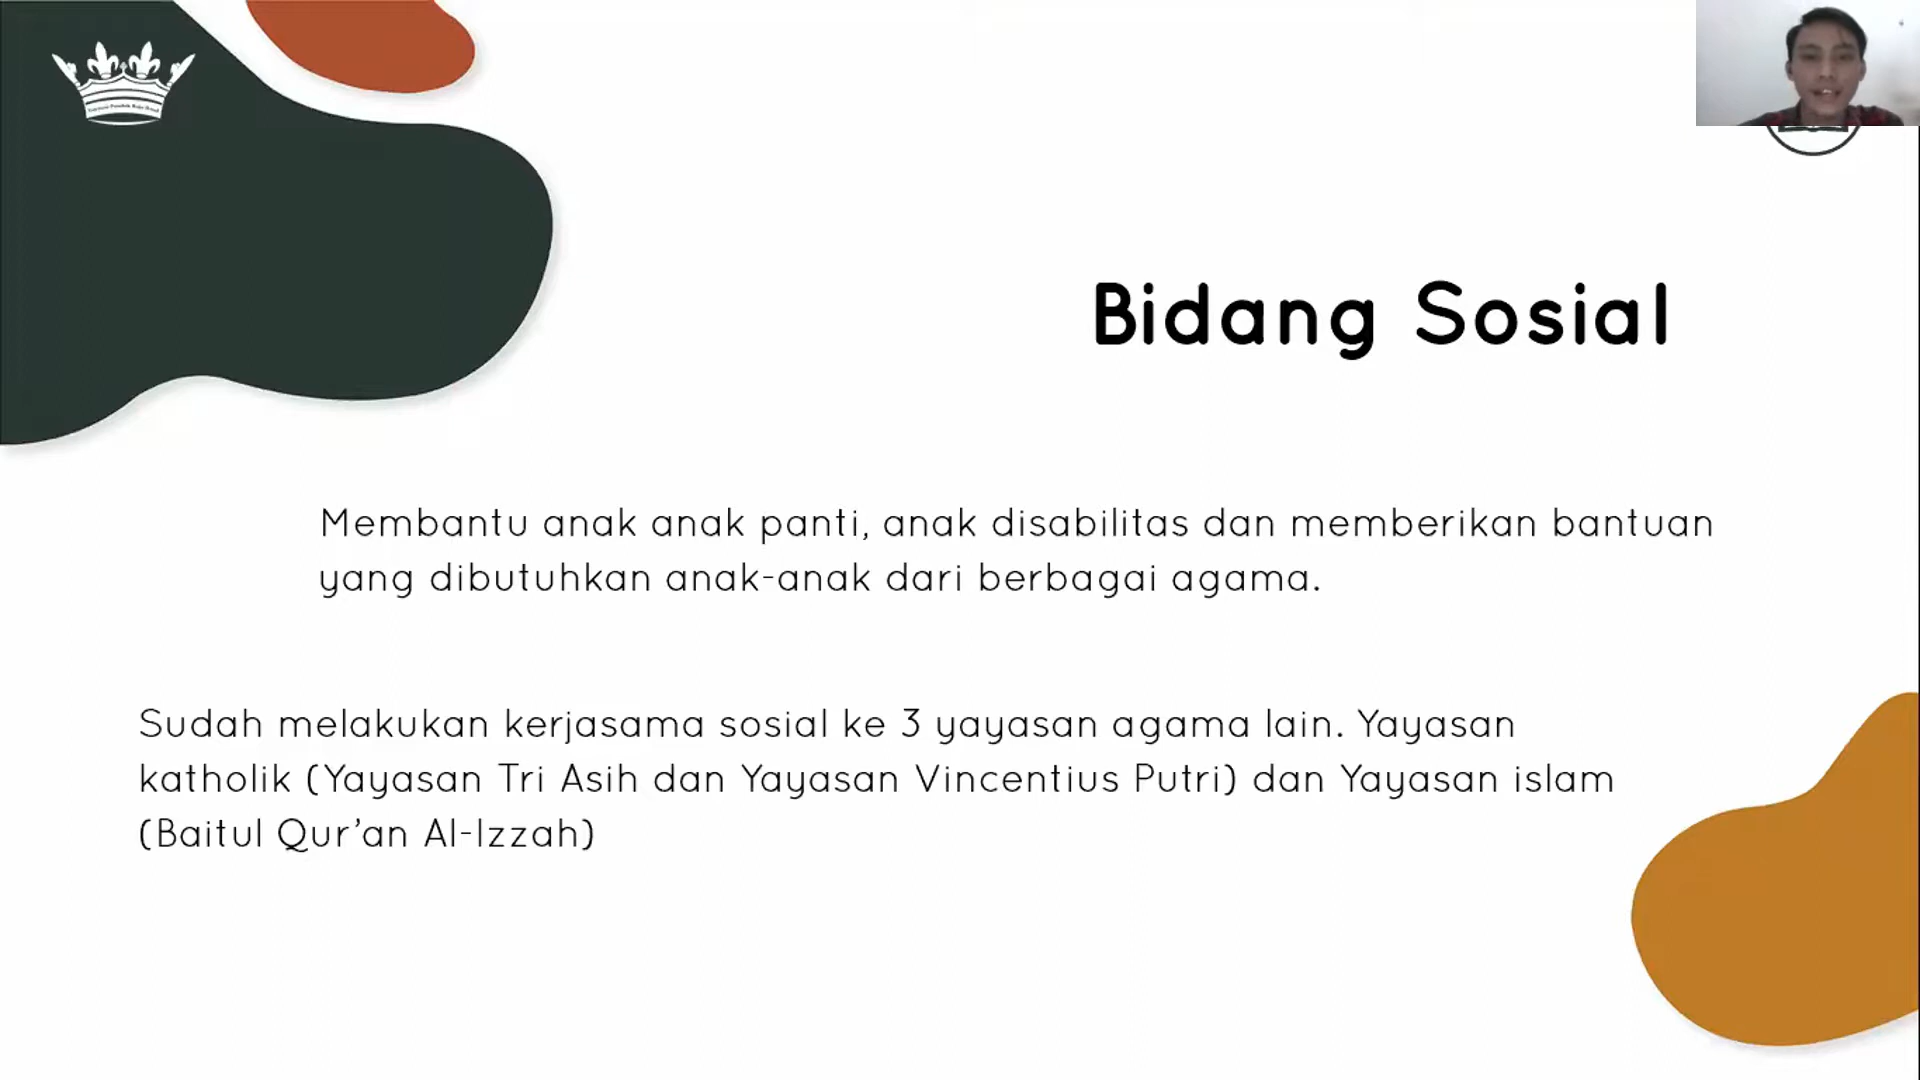 Bidang Sosial
Membantu anak anak panti, anak disabilitas dan memberikan bantuan
yang dibutuhkan anak-anak dari berbagai agama.
Sudah melakukan kerjasama sosial ke 3 yayasan agama lain. Yayasan
katholik (Yayasan Tri Asih dan Yayasan Vincentius Putri) dan Yayasan islam
(Baitul Qur’an Al-Izzah)